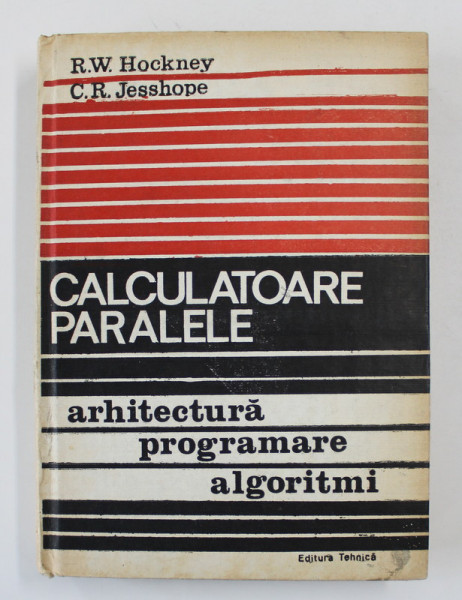 R.W. Hockney
C.R. Jesshope
CALCULATOARE
PARALELE
arhitectură
programare
algoritmi
Editura Tehnică